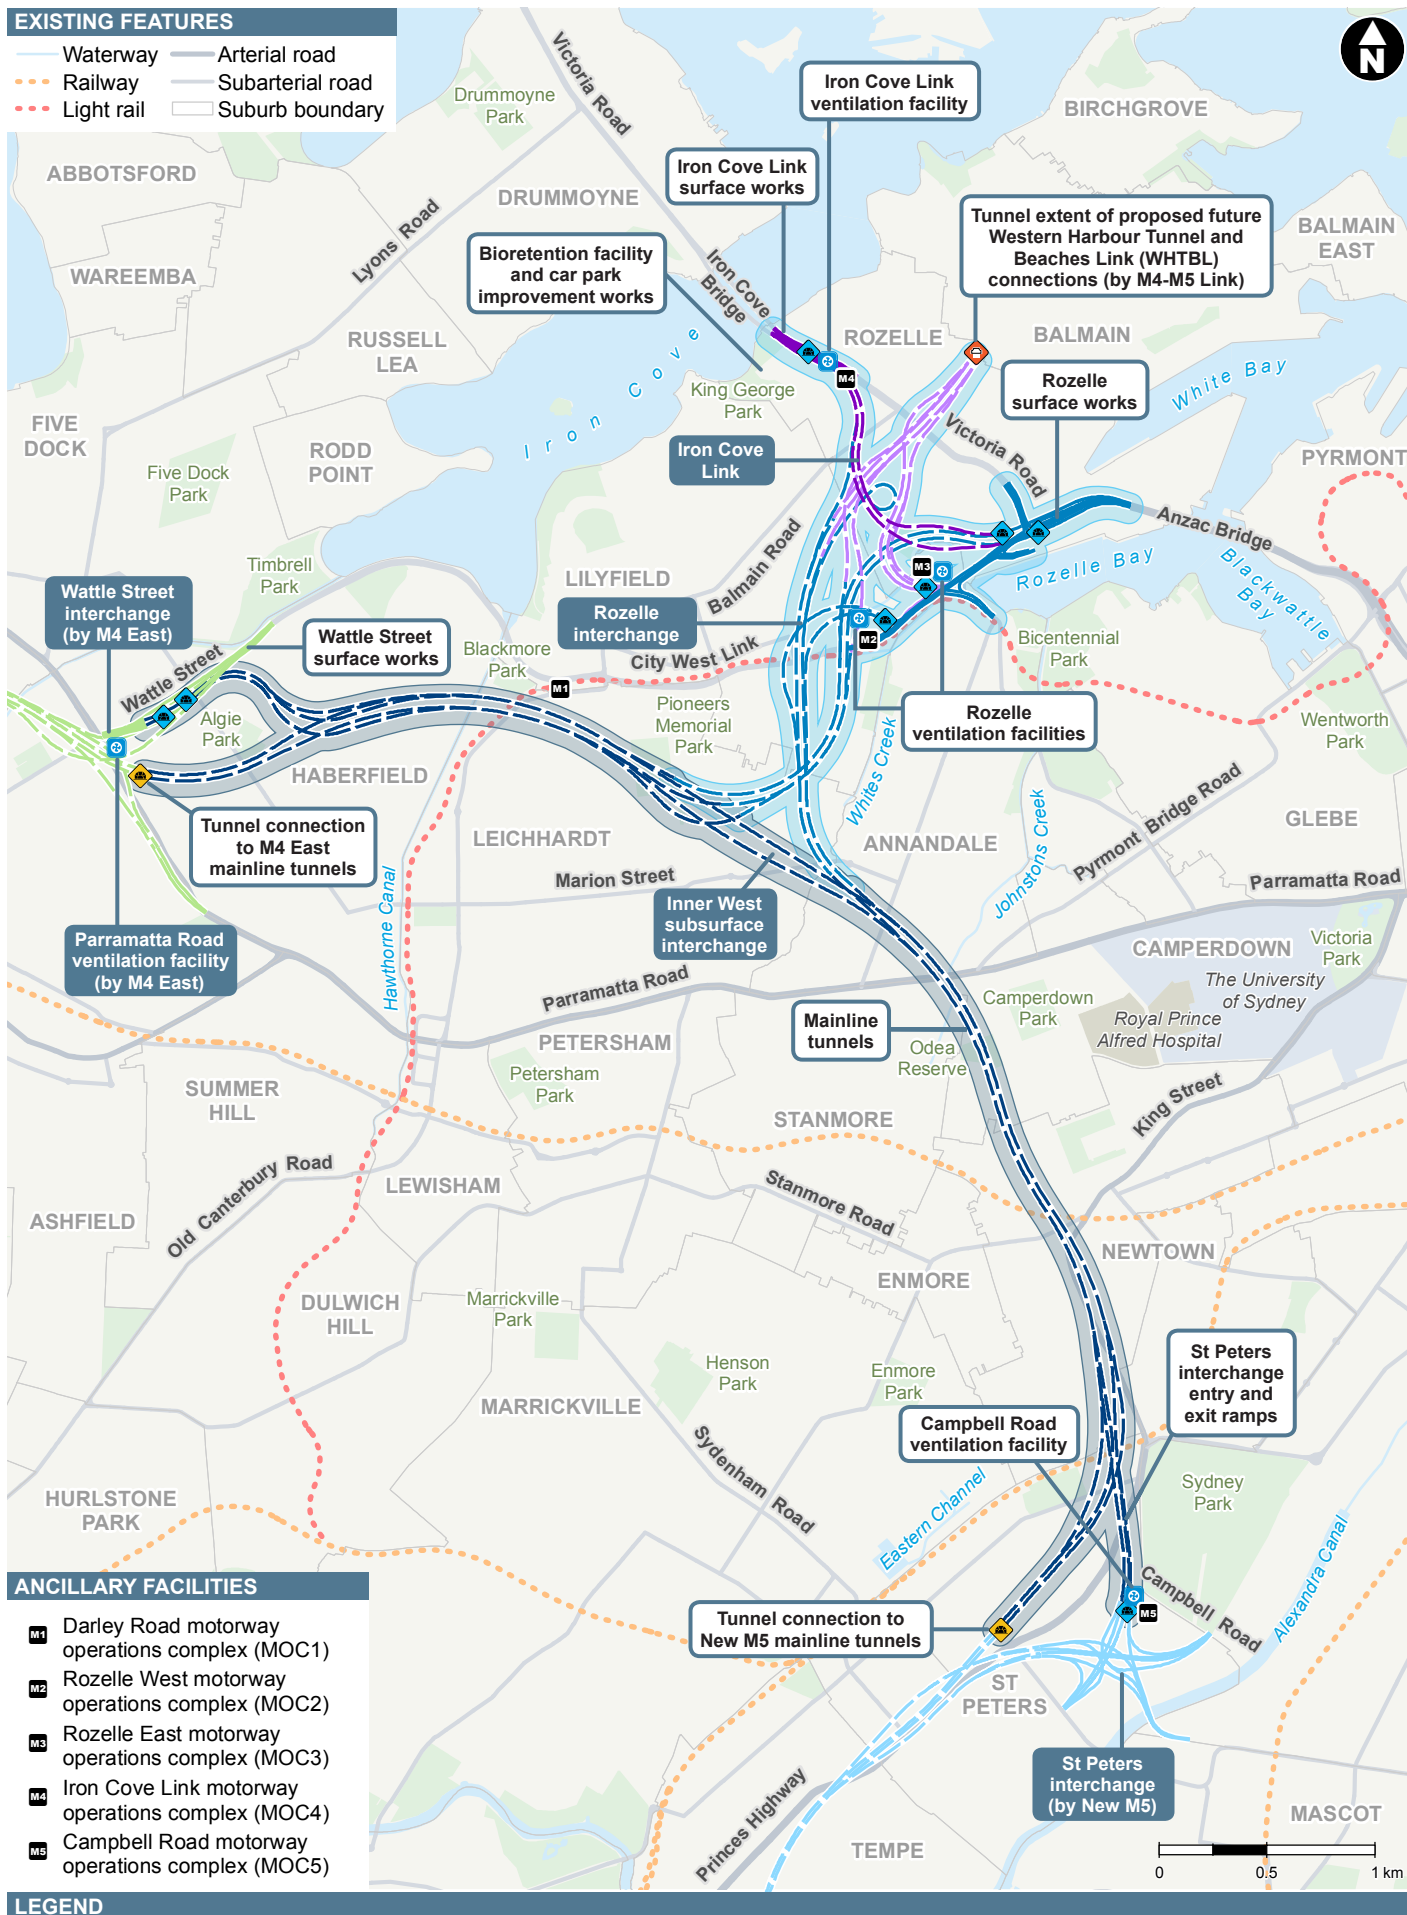 EXISTING FEATURES
Waterway
Arterial road
Railway
Subarterial road
Light rail
Suburb boundary
N
Victoria Road
Iron Cove Link
ventilation facility
BIRCHGROVE
Drummoyne
Park
ABBOTSFORD
Iron Cove Link
surface works
DRUMMOYNE
Tunnel extent of proposed future
Western Harbour Tunnel and
Beaches Link (WHTBL)
connections (by M4-M5 Link)
BALMAIN
EAST
Lyons Road
Bioretention facility
and car park
improvement works
WAREEMBA
Iron Cove
Bridge
RUSSELL
LEA
ROZELLE
BALMAIN
White Bay
Iron Cove
M4
King George
Park
Rozelle
surface works
FIVE
DOCK
RODD
POINT
Five Dock
Park
Iron Cove
Link
Victoria Road
PYRMONT
Anzac Bridge
Timbrell
Park
LILYFIELD
Balmain Road
M3
Rozelle Bay
Blackwattle
Bay
Wattle Street
interchange
(by M4 East)
Wattle Street
surface works
Rozelle
interchange
M2
Blackmore
Park
City West Link
Bicentennial
Park
Wattle Street
M1
Algie
Park
Pioneers
Memorial
Park
Rozelle
ventilation facilities
Wentworth
Park
HABERFIELD
Whites Creek
Tunnel connection
to M4 East
mainline tunnels
LEICHHARDT
ANNANDALE
Johnstons Creek
Pyrmont Bridge Road
GLEBE
Marion Street
Parramatta Road
Hawthorne Canal
Inner West
subsurface
interchange
Parramatta Road
ventilation facility
(by M4 East)
CAMPERDOWN
Victoria
Park
The University
of Sydney
Parramatta Road
Camperdown
Park
Royal Prince
Alfred Hospital
Mainline
tunnels
PETERSHAM
Odea
Reserve
Petersham
Park
SUMMER
HILL
STANMORE
King Street
Old Canterbury Road
LEWISHAM
Stanmore Road
ASHFIELD
NEWTOWN
ENMORE
DULWICH
HILL
Marrickville
Park
St Peters
interchange
entry and
exit ramps
Henson
Park
Enmore
Park
MARRICKVILLE
Campbell Road
ventilation facility
Sydenham Road
Sydney
Park
HURLSTONE
PARK
Eastern Channel
Alexandra Canal
Campbell Road
M5
Tunnel connection to
New M5 mainline tunnels
ST
PETERS
St Peters
interchange
(by New M5)
Princes Highway
MASCOT
TEMPE
0 0.5 1 km
ANCILLARY FACILITIES
M1 Darley Road motorway
operations complex (MOC1)
M2 Rozelle West motorway
operations complex (MOC2)
M3 Rozelle East motorway
operations complex (MOC3)
M4 Iron Cove Link motorway
operations complex (MOC4)
M5 Campbell Road motorway
operations complex (MOC5)
LEGEND